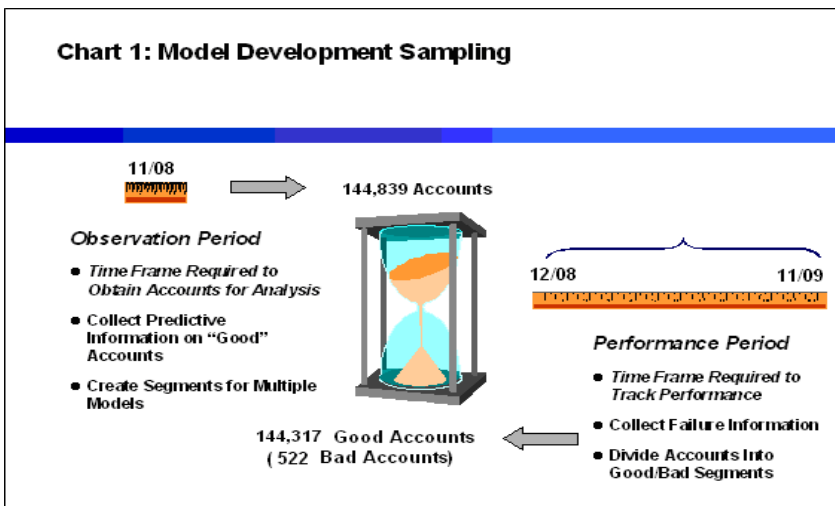 Chart 1: Model Development Sampling
11/08
144,839 Accounts
Observation Period
● Time Frame Required to
Obtain Accounts for Analysis
● Collect Predictive
Information on “Good”
Accounts
● Create Segments for Multiple
Models
12/08 11/09
Performance Period
● Time Frame Required to
Track Performance
● Collect Failure Information
● Divide Accounts Into
Good/Bad Segments
144,317 Good Accounts
( 522 Bad Accounts)